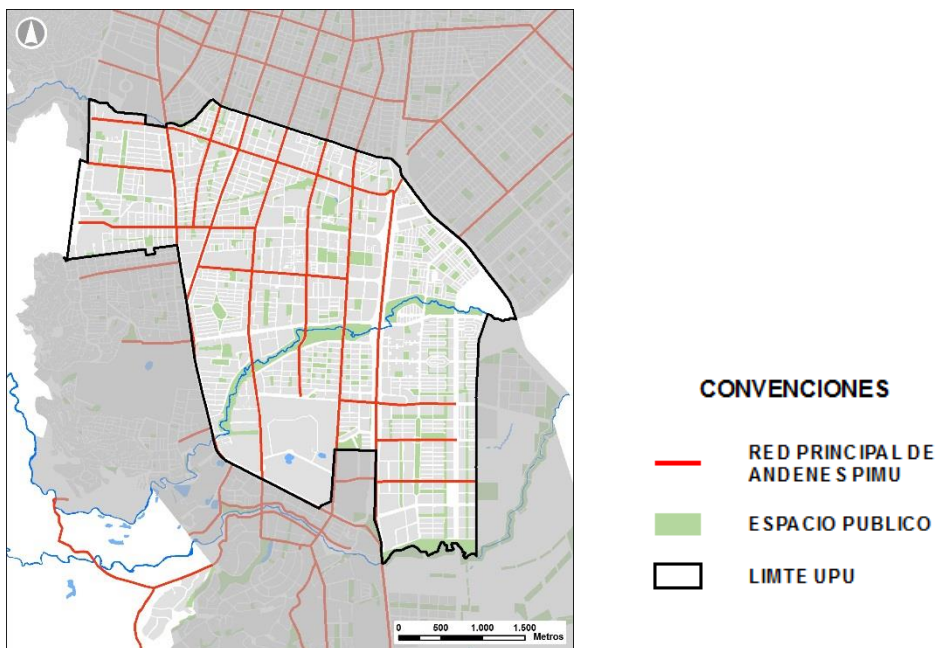 CONVENCIONES
RED PRINCIPAL DE
ANDENES PIMU
ESPACIO PUBLICO
LIMTE UPU
0 500 1.000 1.500
Metros